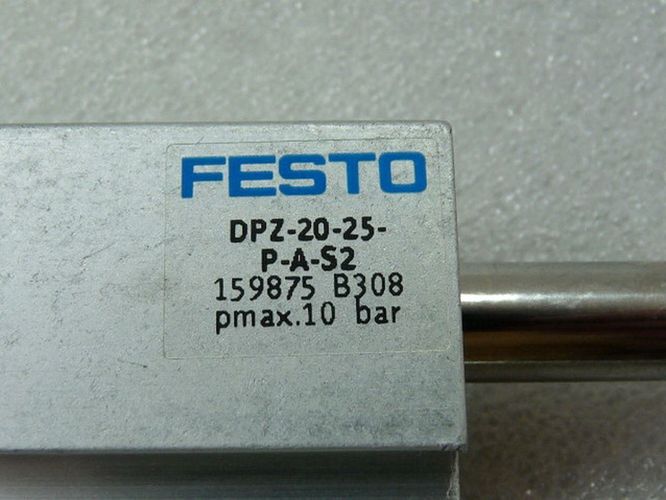 FESTO
DPZ-20-25-
P-A-S2
159875 B308
pmax.10 bar